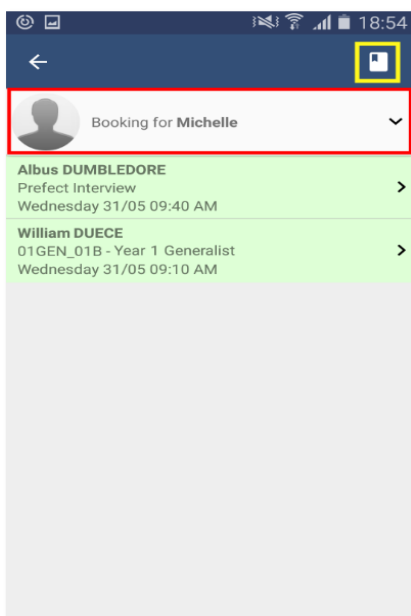 18:54
Booking for Michelle
Albus DUMBLEDORE
Prefect Interview
Wednesday 31/05 09:40 AM
William DUECE
01GEN_01B - Year 1 Generalist
Wednesday 31/05 09:10 AM